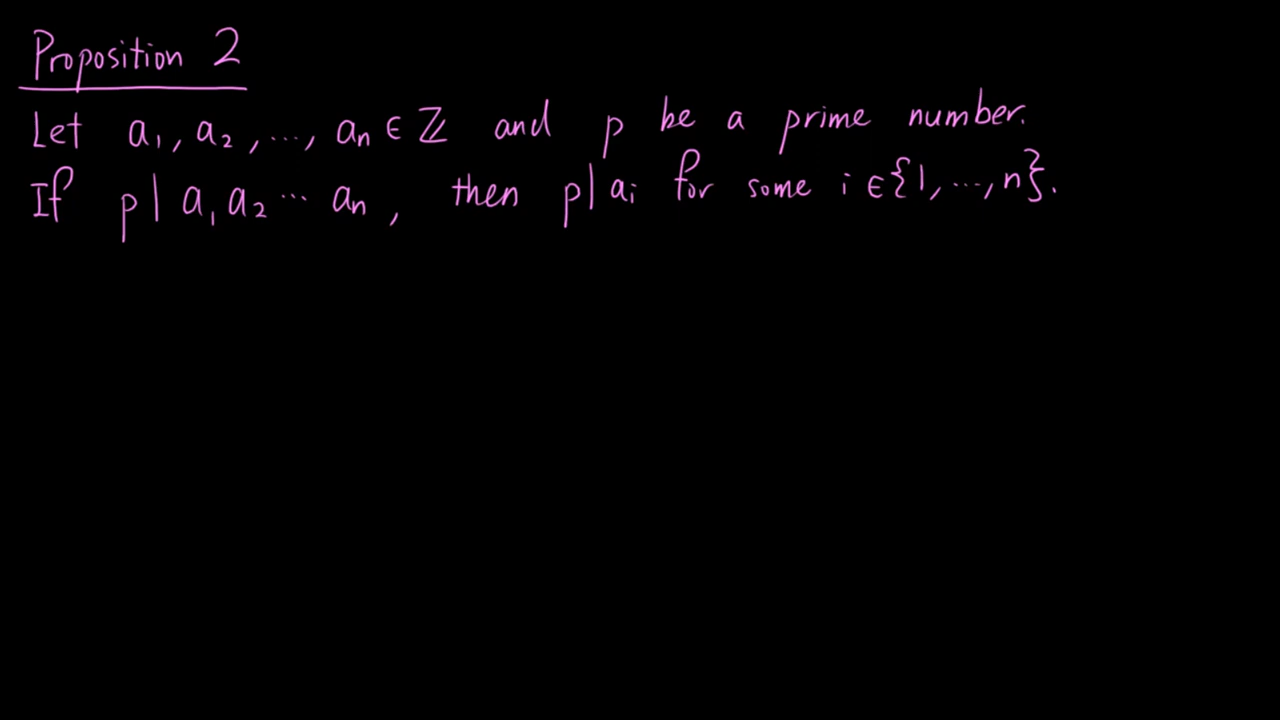 Proposition 2
Let a₁, a₂, ..., aₙ ∈ ℤ and p be a prime number.
If p | a₁a₂ ⋯ aₙ, then p | aᵢ for some i ∈ {1, ..., n}.